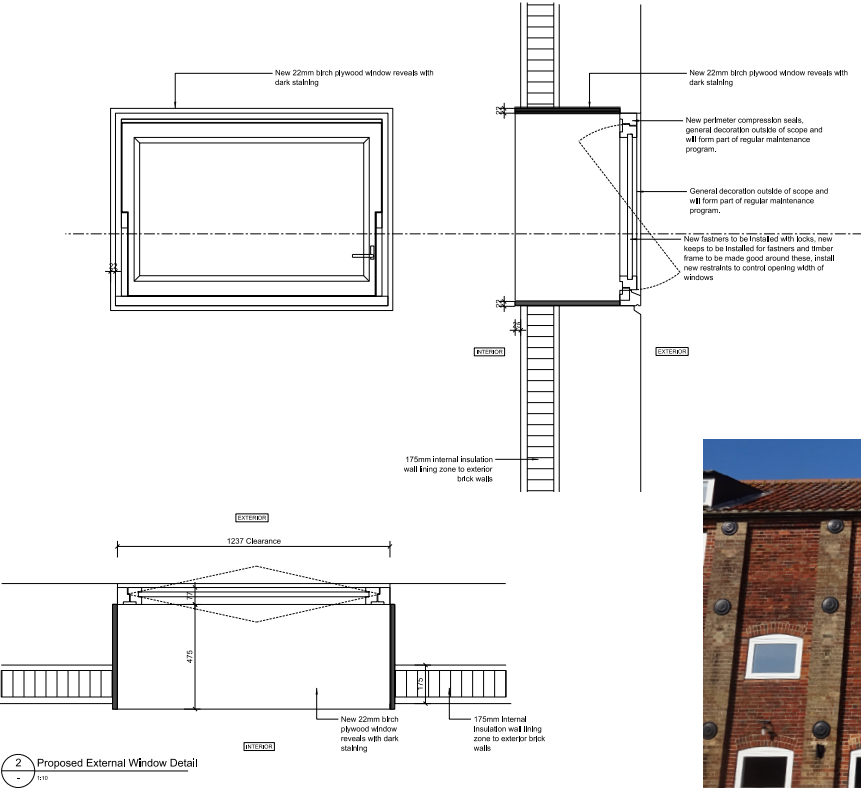 New 22mm birch plywood window reveals with
dark staining
New 22mm birch plywood window reveals with
dark staining
22
New perimeter compression seals,
general decoration outside of scope and
will form part of regular maintenance
program.
General decoration outside of scope and
will form part of regular maintenance
program.
New fastners to be installed with locks, new
keeps to be installed for fastners and timber
frame to be made good around these, install
new restraints to control opening width of
windows
22
INTERIOR
EXTERIOR
175mm internal insulation
wall lining zone to exterior
brick walls
EXTERIOR
1237 Clearance
77
475
175
New 22mm birch
plywood window
reveals with dark
staining
175mm internal
insulation wall lining
zone to exterior brick
walls
INTERIOR
2
-
Proposed External Window Detail
1:10